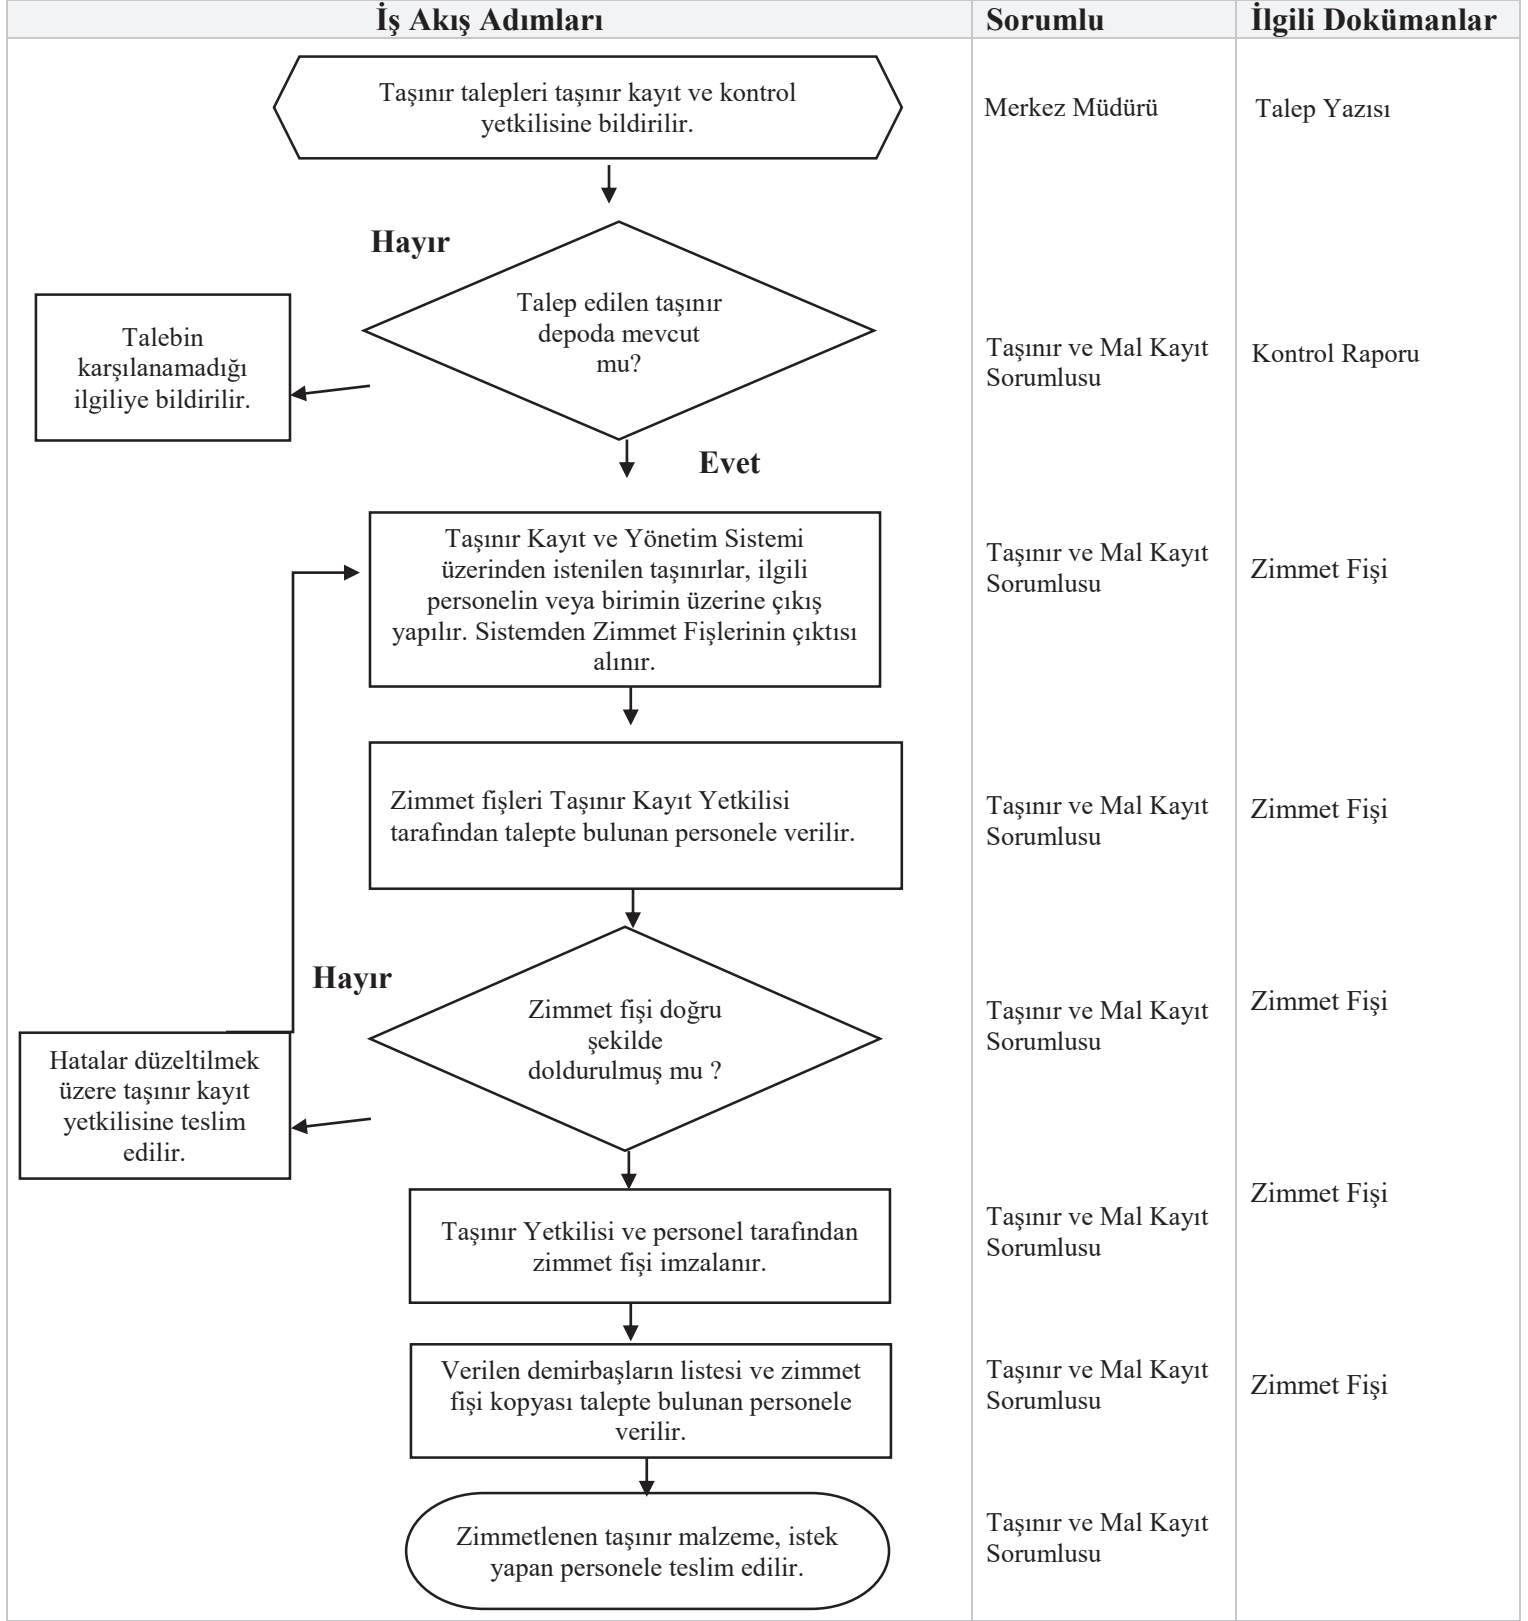 İş Akış Adımları
Sorumlu
İlgili Dokümanlar
Taşınır talepleri taşınır kayıt ve kontrol
yetkilisine bildirilir.
Merkez Müdürü
Talep Yazısı
Hayır
Talep edilen taşınır
depoda mevcut
mu?
Talebin
karşılanamadığı
ilgiliye bildirilir.
Taşınır ve Mal Kayıt
Sorumlusu
Kontrol Raporu
Evet
Taşınır Kayıt ve Yönetim Sistemi
üzerinden istenilen taşınırlar, ilgili
personelin veya birimin üzerine çıkış
yapılır. Sistemden Zimmet Fişlerinin çıktısı
alınır.
Taşınır ve Mal Kayıt
Sorumlusu
Zimmet Fişi
Zimmet fişleri Taşınır Kayıt Yetkilisi
tarafından talepte bulunan personele verilir.
Taşınır ve Mal Kayıt
Sorumlusu
Zimmet Fişi
Hayır
Zimmet fişi doğru
şekilde
doldurulmuş mu ?
Taşınır ve Mal Kayıt
Sorumlusu
Zimmet Fişi
Hatalar düzeltilmek
üzere taşınır kayıt
yetkilisine teslim
edilir.
Taşınır Yetkilisi ve personel tarafından
zimmet fişi imzalanır.
Taşınır ve Mal Kayıt
Sorumlusu
Zimmet Fişi
Verilen demirbaşların listesi ve zimmet
fişi kopyası talepte bulunan personele
verilir.
Taşınır ve Mal Kayıt
Sorumlusu
Zimmet Fişi
Zimmetlenen taşınır malzeme, istek
yapan personele teslim edilir.
Taşınır ve Mal Kayıt
Sorumlusu